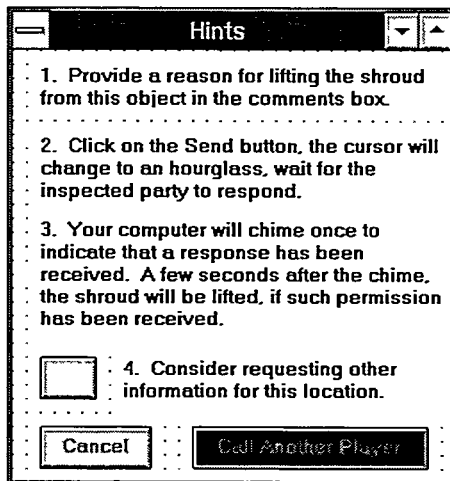 Hints
1. Provide a reason for lifting the shroud
from this object in the comments box.
2. Click on the Send button, the cursor will
change to an hourglass, wait for the
inspected party to respond.
3. Your computer will chime once to
indicate that a response has been
received. A few seconds after the chime,
the shroud will be lifted, if such permission
has been received.
4. Consider requesting other
information for this location.
Cancel Call Another Player